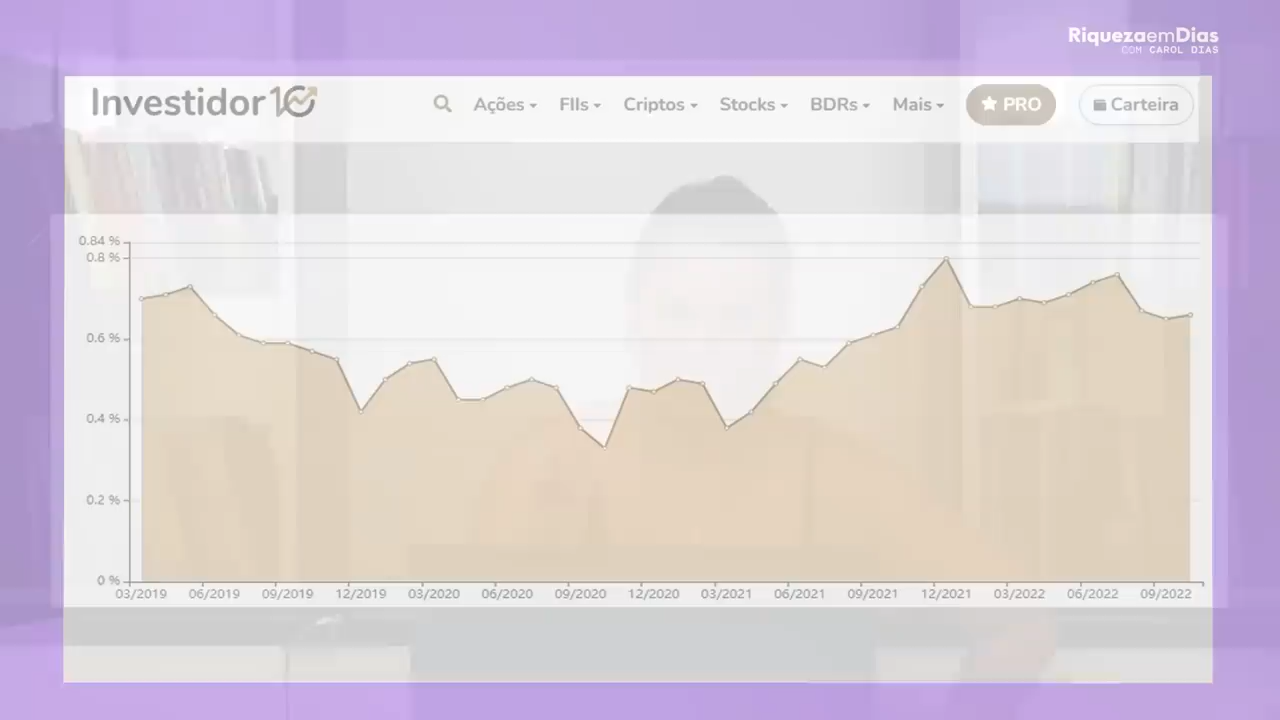 RiquezaemDias
COM CAROL DIAS
Investidor10
Ações FIIs Criptos Stocks BDRs Mais PRO Carteira
0.84 %
0.8 %
0.6 %
0.4 %
0.2 %
0 %
03/2019 06/2019 09/2019 12/2019 03/2020 06/2020 09/2020 12/2020 03/2021 06/2021 09/2021 12/2021 03/2022 06/2022 09/2022